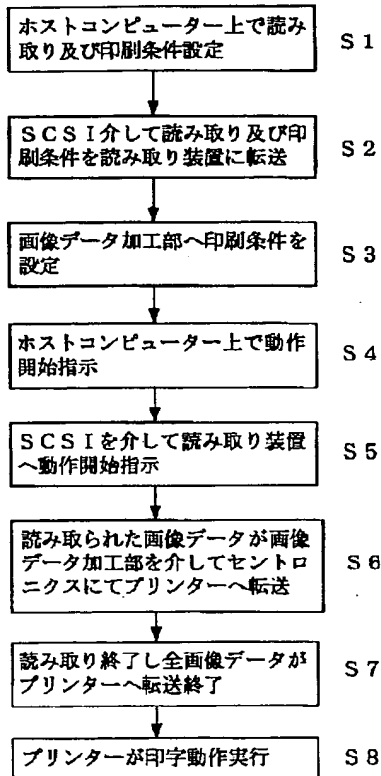 ホストコンピューター上で読み
取り及び印刷条件設定
S1
SCSI介して読み取り及び印
刷条件を読み取り装置に転送
S2
画像データ加工部へ印刷条件を
設定
S3
ホストコンピューター上で動作
開始指示
S4
SCSIを介して読み取り装置
へ動作開始指示
S5
読み取られた画像データが画像
データ加工部を介してセントロ
ニクスにてプリンターへ転送
S6
読み取り終了し全画像データが
プリンターへ転送終了
S7
プリンターが印字動作実行
S8